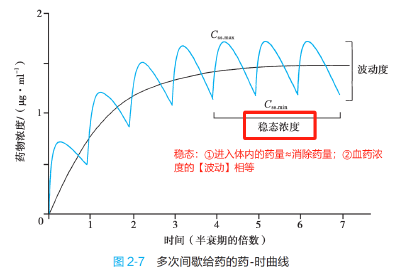 2
C ss.max
波动度
药物浓度/（μg·ml⁻¹）
1
C ss.min
稳态浓度
稳态：①进入体内的药量≈消除药量；②血药浓
度的【波动】相等
0
1 2 3 4 5 6 7
时间（半衰期的倍数）
图 2-7 多次间歇给药的药-时曲线